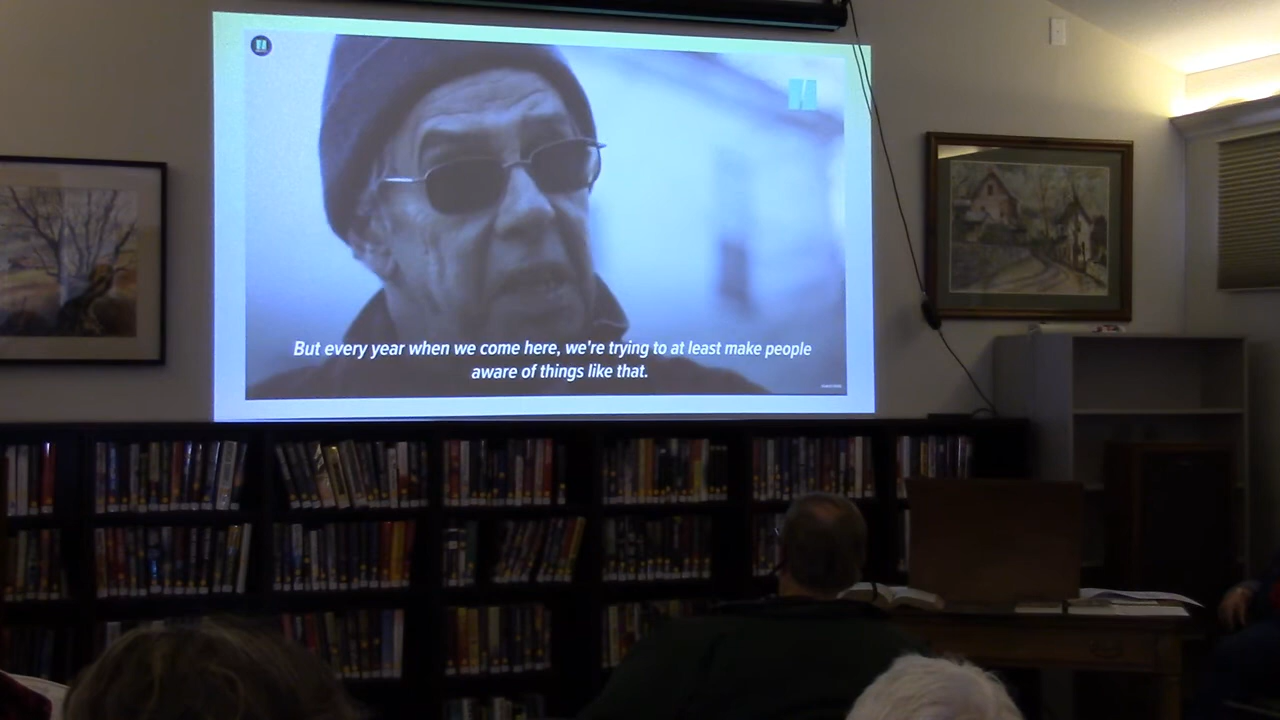 But every year when we come here, we're trying to at least make people
aware of things like that.